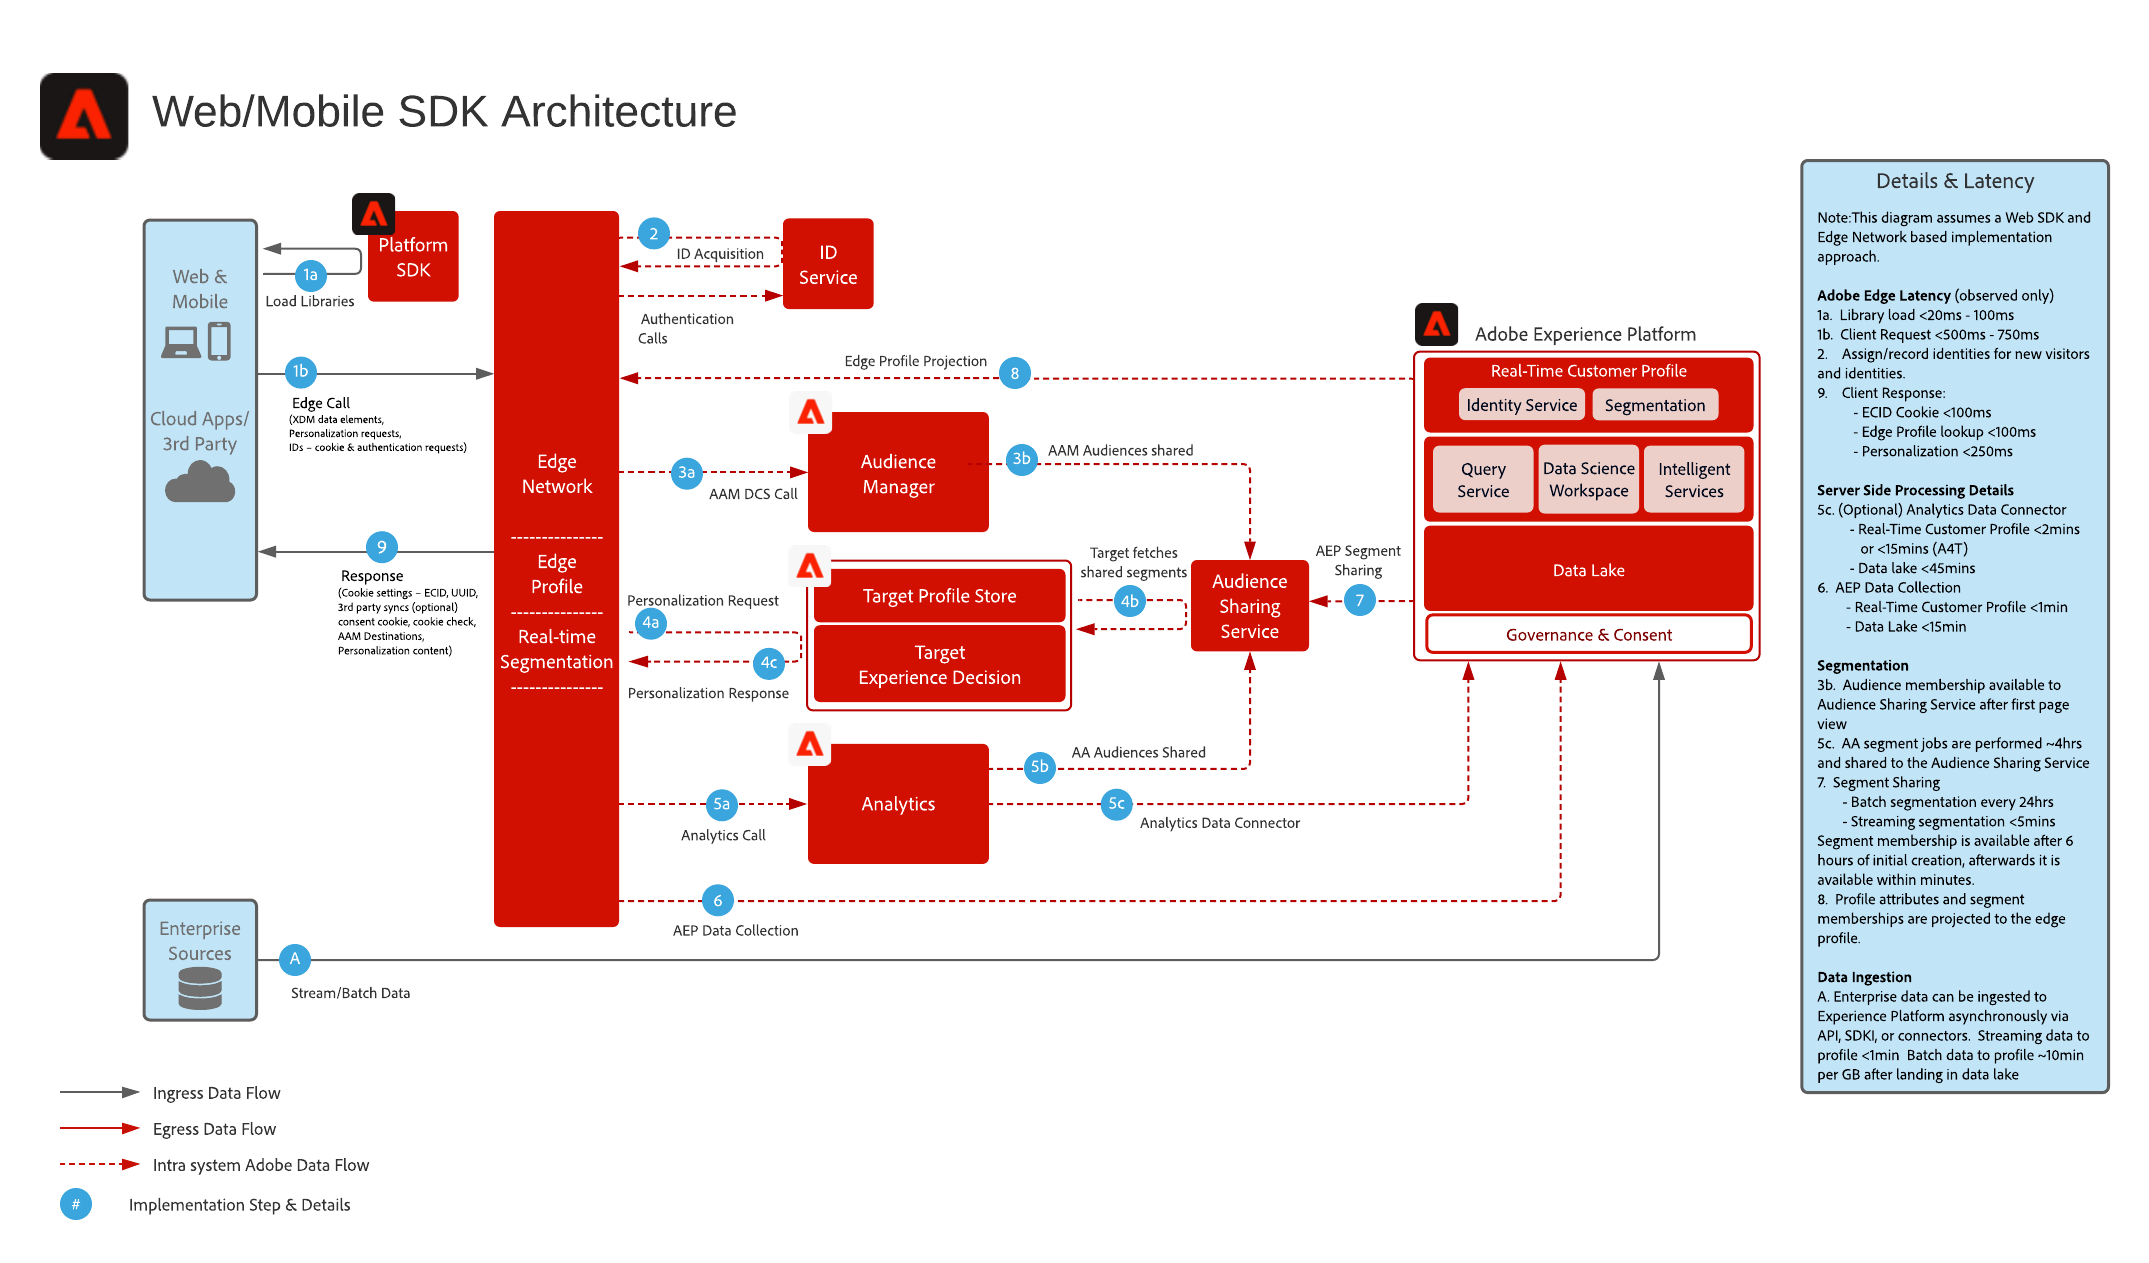 Web/Mobile SDK Architecture
Web &
Mobile
Cloud Apps/
3rd Party
Platform
SDK
1a
Load Libraries
1b
Edge Call
(XDM data elements,
Personalization requests,
IDs – cookie & authentication requests)
9
Response
(Cookie settings – ECID, UUID,
3rd party syncs (optional)
consent cookie, cookie check,
AAM Destinations,
Personalization content)
Edge
Network
---------------
Edge
Profile
---------------
Real-time
Segmentation
---------------
2
ID Acquisition
ID
Service
Authentication
Calls
Edge Profile Projection
8
3a
AAM DCS Call
Audience
Manager
3b
AAM Audiences shared
Personalization Request
4a
4c
Personalization Response
Target Profile Store
Target
Experience Decision
Target fetches
shared segments
4b
Audience
Sharing
Service
AEP Segment
Sharing
7
5a
Analytics Call
Analytics
5b
AA Audiences Shared
5c
Analytics Data Connector
6
AEP Data Collection
Adobe Experience Platform
Real-Time Customer Profile
Identity Service
Segmentation
Query
Service
Data Science
Workspace
Intelligent
Services
Data Lake
Governance & Consent
Enterprise
Sources
A
Stream/Batch Data
Ingress Data Flow
Egress Data Flow
Intra system Adobe Data Flow
#
Implementation Step & Details
Details & Latency
Note:This diagram assumes a Web SDK and
Edge Network based implementation
approach.
Adobe Edge Latency (observed only)
1a. Library load <20ms - 100ms
1b. Client Request <500ms - 750ms
2. Assign/record identities for new visitors
and identities.
9. Client Response:
- ECID Cookie <100ms
- Edge Profile lookup <100ms
- Personalization <250ms
Server Side Processing Details
5c. (Optional) Analytics Data Connector
- Real-Time Customer Profile <2mins
or <15mins (A4T)
- Data lake <45mins
6. AEP Data Collection
- Real-Time Customer Profile <1min
- Data Lake <15min
Segmentation
3b. Audience membership available to
Audience Sharing Service after first page
view
5c. AA segment jobs are performed ~4hrs
and shared to the Audience Sharing Service
7. Segment Sharing
- Batch segmentation every 24hrs
- Streaming segmentation <5mins
Segment membership is available after 6
hours of initial creation, afterwards it is
available within minutes.
8. Profile attributes and segment
memberships are projected to the edge
profile.
Data Ingestion
A. Enterprise data can be ingested to
Experience Platform asynchronously via
API, SDKI, or connectors. Streaming data to
profile <1min Batch data to profile ~10min
per GB after landing in data lake